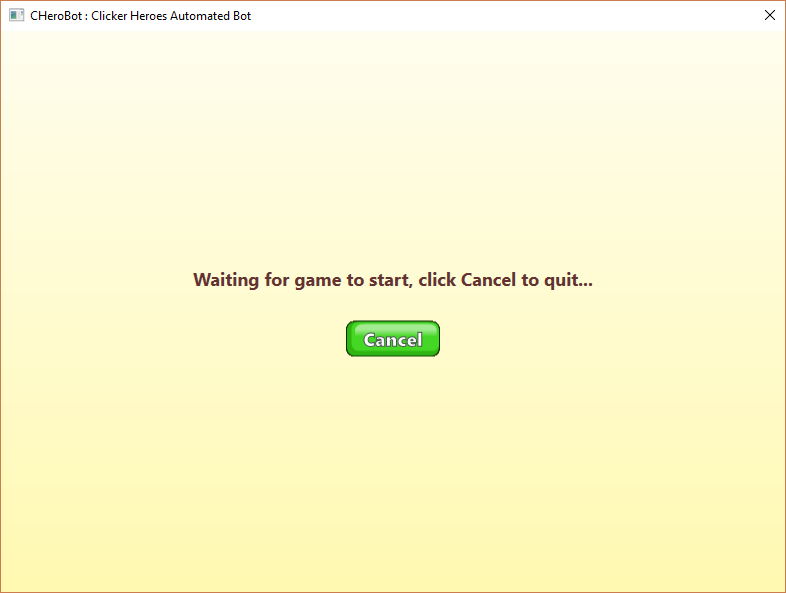 CHeroBot : Clicker Heroes Automated Bot
Waiting for game to start, click Cancel to quit...
Cancel